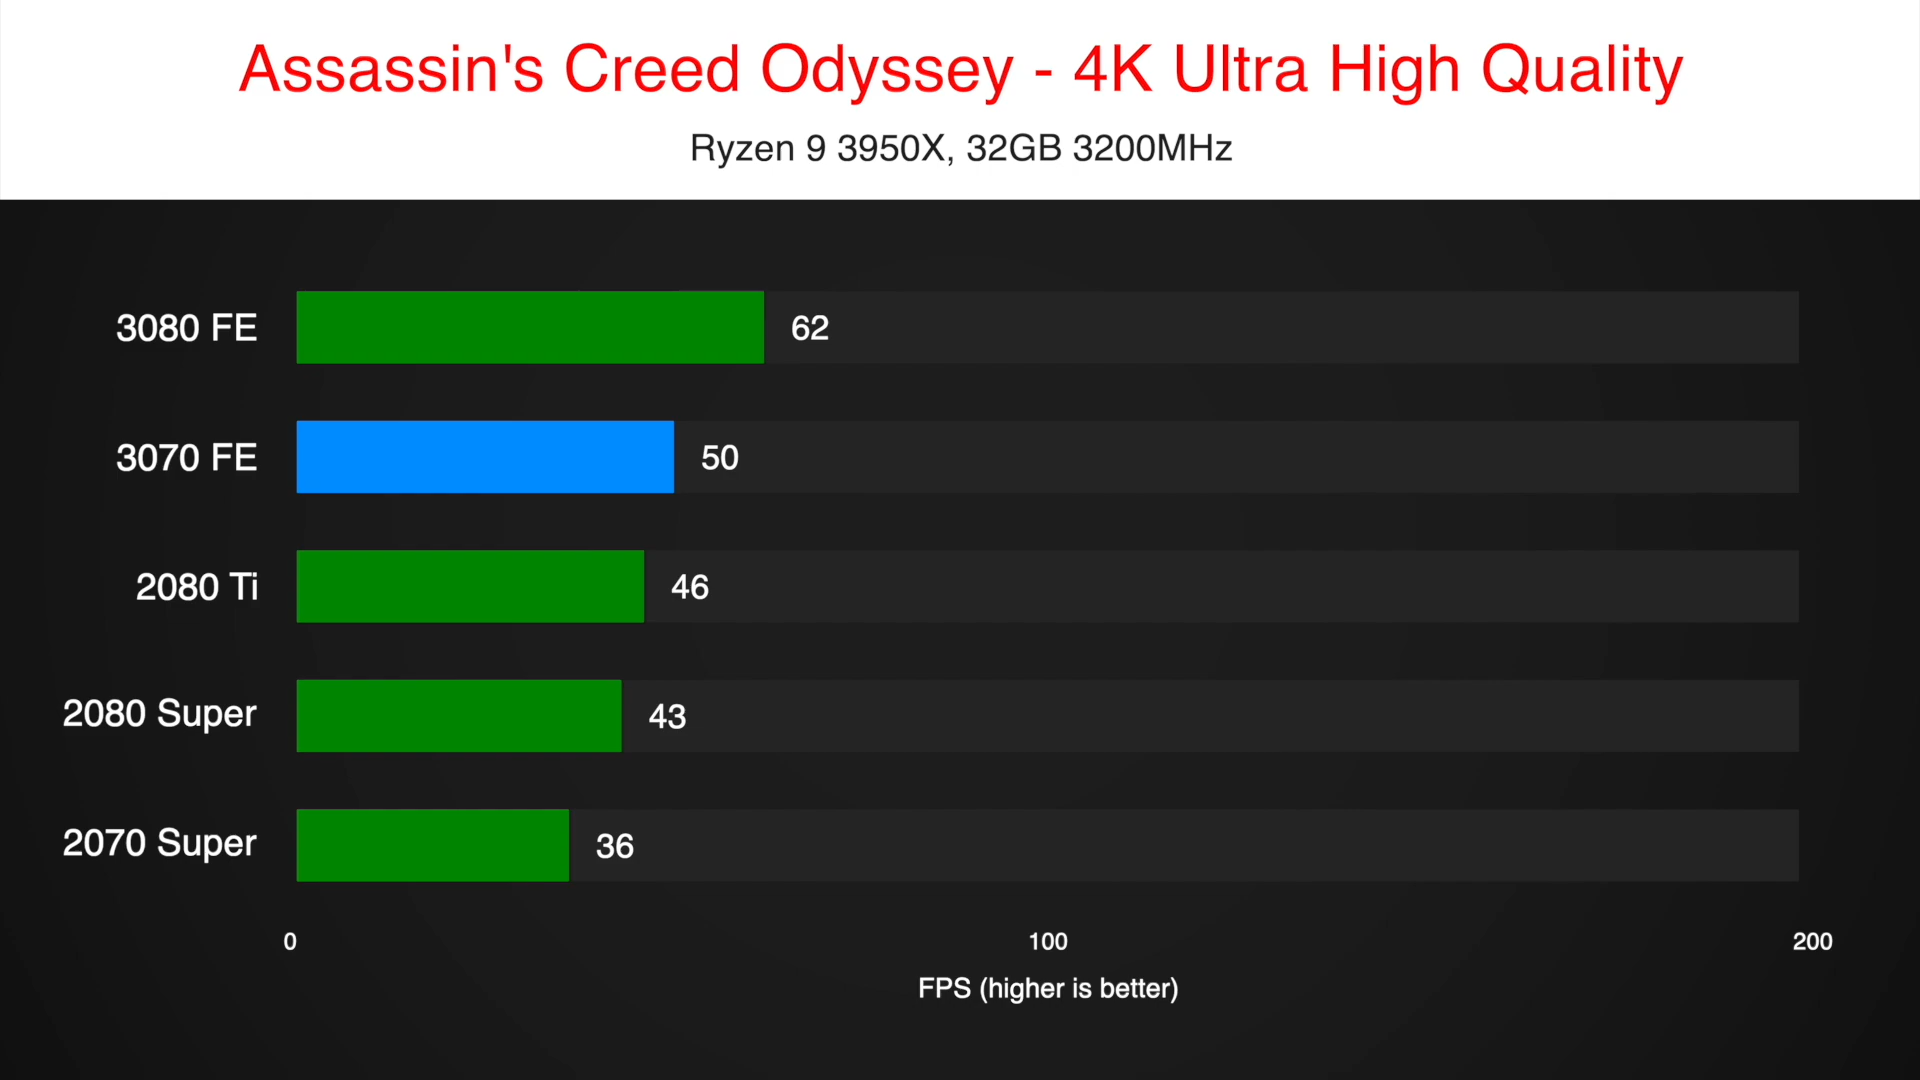 Assassin's Creed Odyssey - 4K Ultra High Quality
Ryzen 9 3950X, 32GB 3200MHz
3080 FE 62
3070 FE 50
2080 Ti 46
2080 Super 43
2070 Super 36
0 100 200
FPS (higher is better)